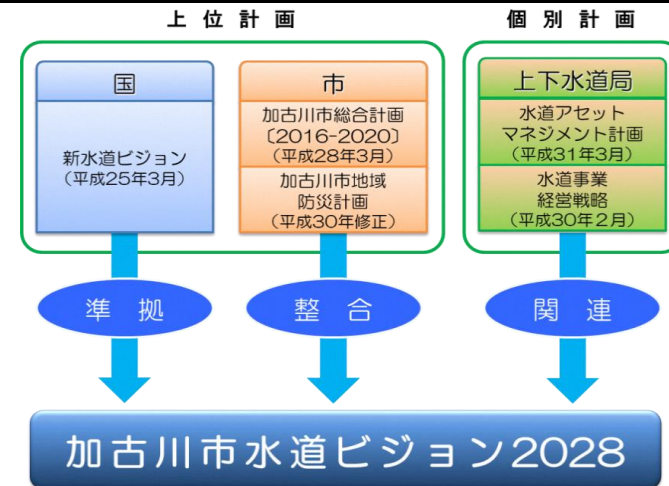 上位計画
個別計画
国
新水道ビジョン
(平成25年3月)
市
加古川市総合計画
〔2016-2020〕
(平成28年3月)
加古川市地域
防災計画
(平成30年修正)
上下水道局
水道アセット
マネジメント計画
(平成31年3月)
水道事業
経営戦略
(平成30年2月)
準拠
整合
関連
加古川市水道ビジョン2028